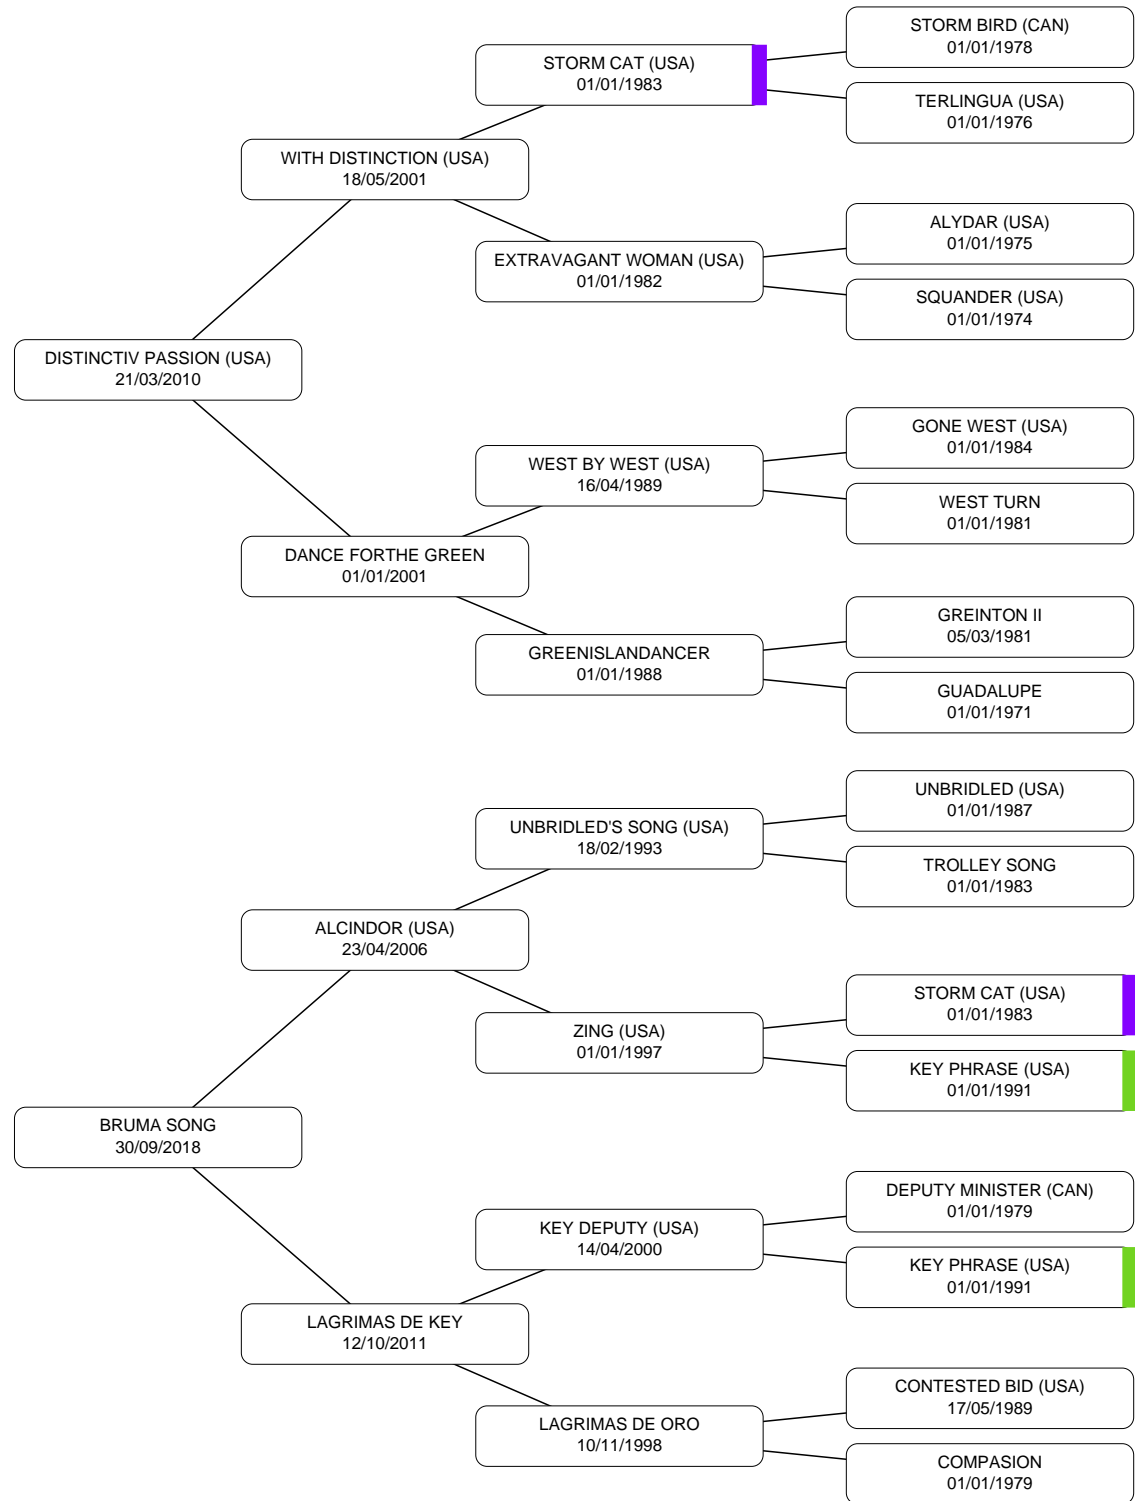 STORM BIRD (CAN)
01/01/1978
STORM CAT (USA)
01/01/1983
TERLINGUA (USA)
01/01/1976
WITH DISTINCTION (USA)
18/05/2001
ALYDAR (USA)
01/01/1975
EXTRAVAGANT WOMAN (USA)
01/01/1982
SQUANDER (USA)
01/01/1974
DISTINCTIV PASSION (USA)
21/03/2010
GONE WEST (USA)
01/01/1984
WEST BY WEST (USA)
16/04/1989
WEST TURN
01/01/1981
DANCE FORTHE GREEN
01/01/2001
GREINTON II
05/03/1981
GREENISLANDANCER
01/01/1988
GUADALUPE
01/01/1971
UNBRIDLED (USA)
01/01/1987
UNBRIDLED'S SONG (USA)
18/02/1993
TROLLEY SONG
01/01/1983
ALCINDOR (USA)
23/04/2006
STORM CAT (USA)
01/01/1983
ZING (USA)
01/01/1997
KEY PHRASE (USA)
01/01/1991
BRUMA SONG
30/09/2018
DEPUTY MINISTER (CAN)
01/01/1979
KEY DEPUTY (USA)
14/04/2000
KEY PHRASE (USA)
01/01/1991
LAGRIMAS DE KEY
12/10/2011
CONTESTED BID (USA)
17/05/1989
LAGRIMAS DE ORO
10/11/1998
COMPASION
01/01/1979